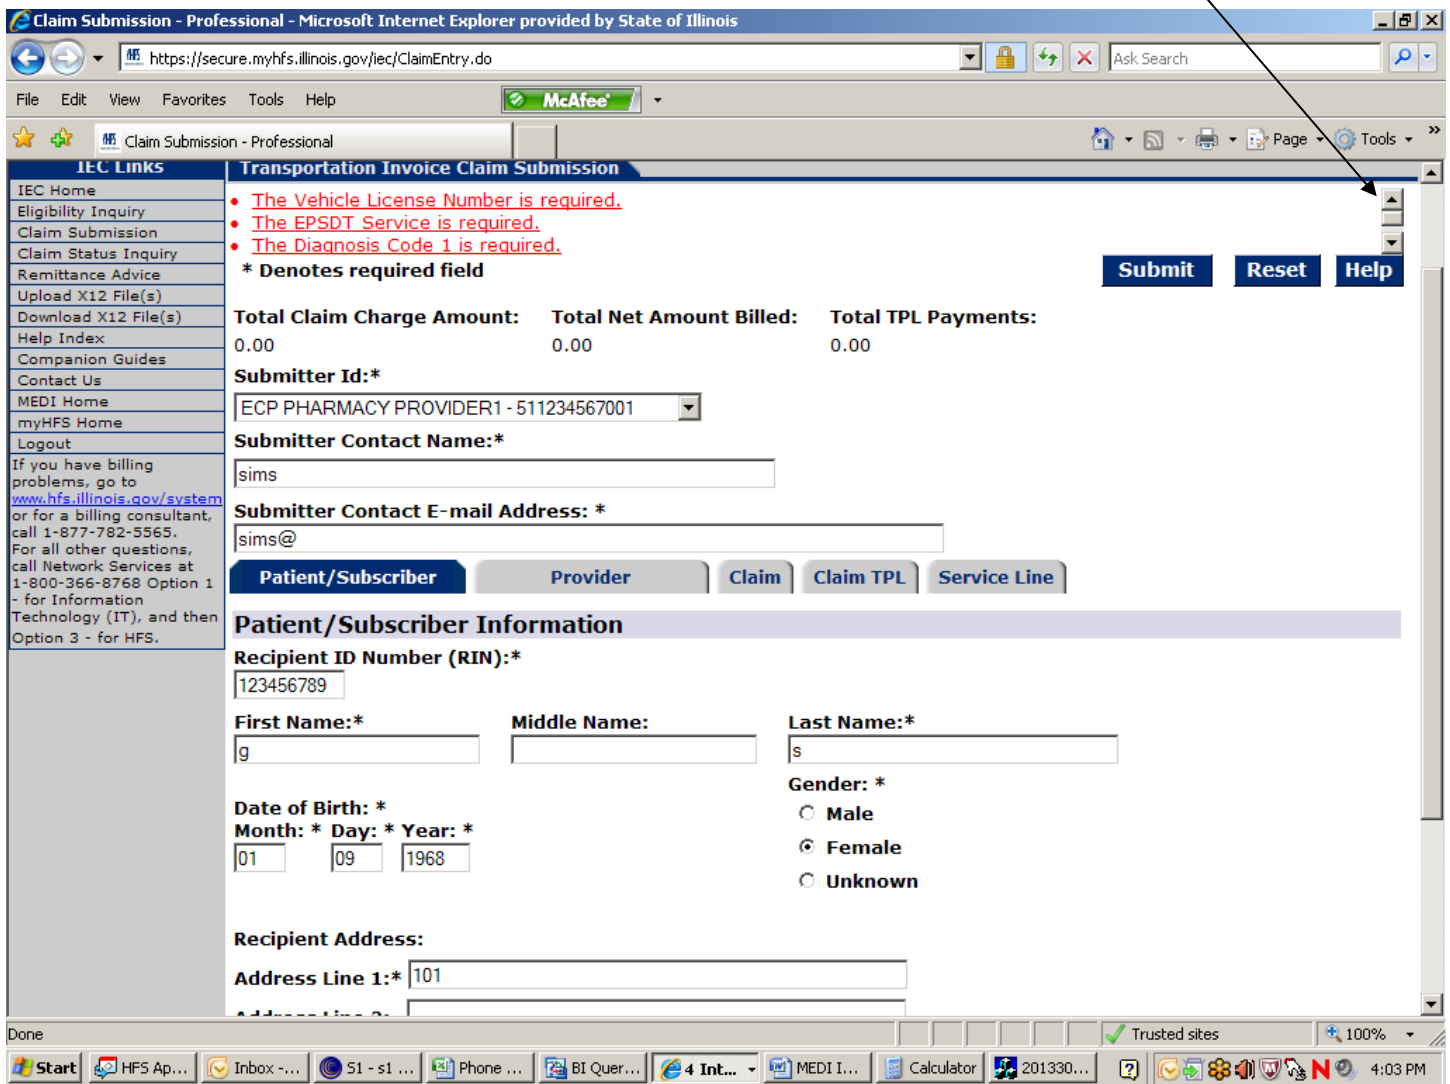 Claim Submission - Professional - Microsoft Internet Explorer provided by State of Illinois
https://secure.myhfs.illinois.gov/iec/ClaimEntry.do
Ask Search
File Edit View Favorites Tools Help
McAfee
Claim Submission - Professional
Page Tools »
IEC Links
IEC Home
Eligibility Inquiry
Claim Submission
Claim Status Inquiry
Remittance Advice
Upload X12 File(s)
Download X12 File(s)
Help Index
Companion Guides
Contact Us
MEDI Home
myHFS Home
Logout
If you have billing
problems, go to
www.hfs.illinois.gov/system
or for a billing consultant,
call 1-877-782-5565.
For all other questions,
call Network Services at
1-800-366-8768 Option 1
- for Information
Technology (IT), and then
Option 3 - for HFS.
Transportation Invoice Claim Submission
• The Vehicle License Number is required.
• The EPSDT Service is required.
• The Diagnosis Code 1 is required.
* Denotes required field
Submit Reset Help
Total Claim Charge Amount: Total Net Amount Billed: Total TPL Payments:
0.00 0.00 0.00
Submitter Id:*
ECP PHARMACY PROVIDER1 - 511234567001
Submitter Contact Name:*
sims
Submitter Contact E-mail Address: *
sims@
Patient/Subscriber Provider Claim Claim TPL Service Line
Patient/Subscriber Information
Recipient ID Number (RIN):*
123456789
First Name:* Middle Name: Last Name:*
g s
Gender: *
Male
Female
Unknown
Date of Birth: *
Month: * Day: * Year: *
01 09 1968
Recipient Address:
Address Line 1:* 101
Address Line 2:
Done Trusted sites 100%
Start HFS Ap... Inbox -... S1 - s1 ... Phone ... BI Quer... 4 Int... MEDI I... Calculator 201330... 4:03 PM